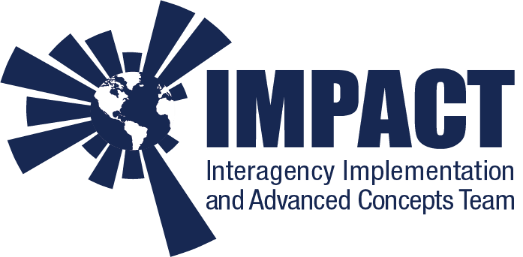 IMPACT
Interagency Implementation
and Advanced Concepts Team